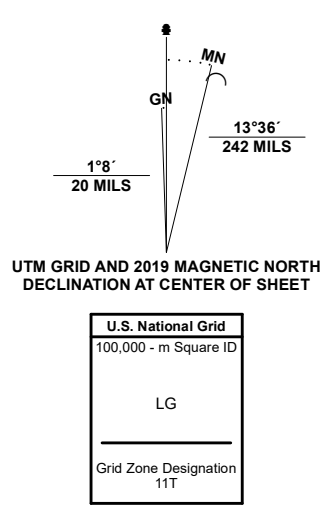 MN
GN
13°36´
242 MILS
1°8´
20 MILS
UTM GRID AND 2019 MAGNETIC NORTH
DECLINATION AT CENTER OF SHEET
U.S. National Grid
100,000 - m Square ID
LG
Grid Zone Designation
11T